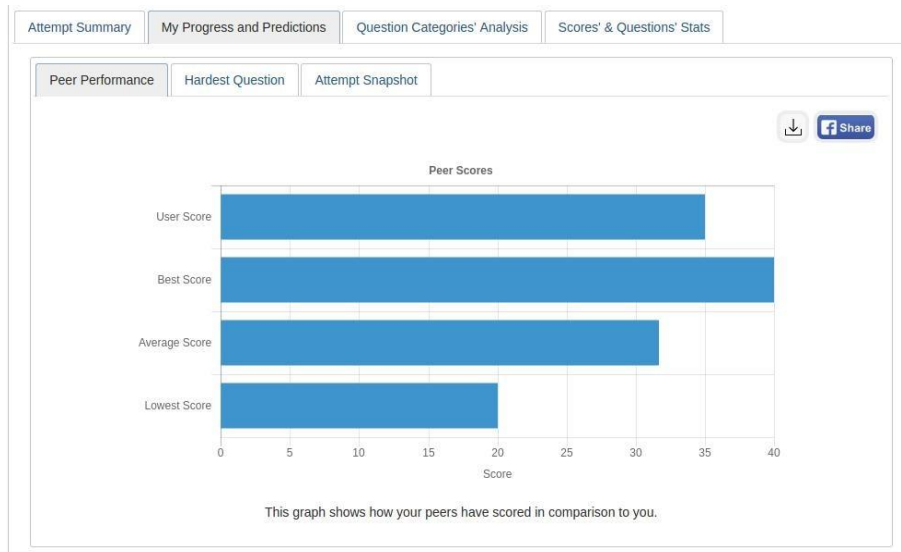 Attempt Summary My Progress and Predictions Question Categories' Analysis Scores' & Questions' Stats
Peer Performance Hardest Question Attempt Snapshot
f Share
Peer Scores
User Score
Best Score
Average Score
Lowest Score
0 5 10 15 20 25 30 35 40
Score
This graph shows how your peers have scored in comparison to you.